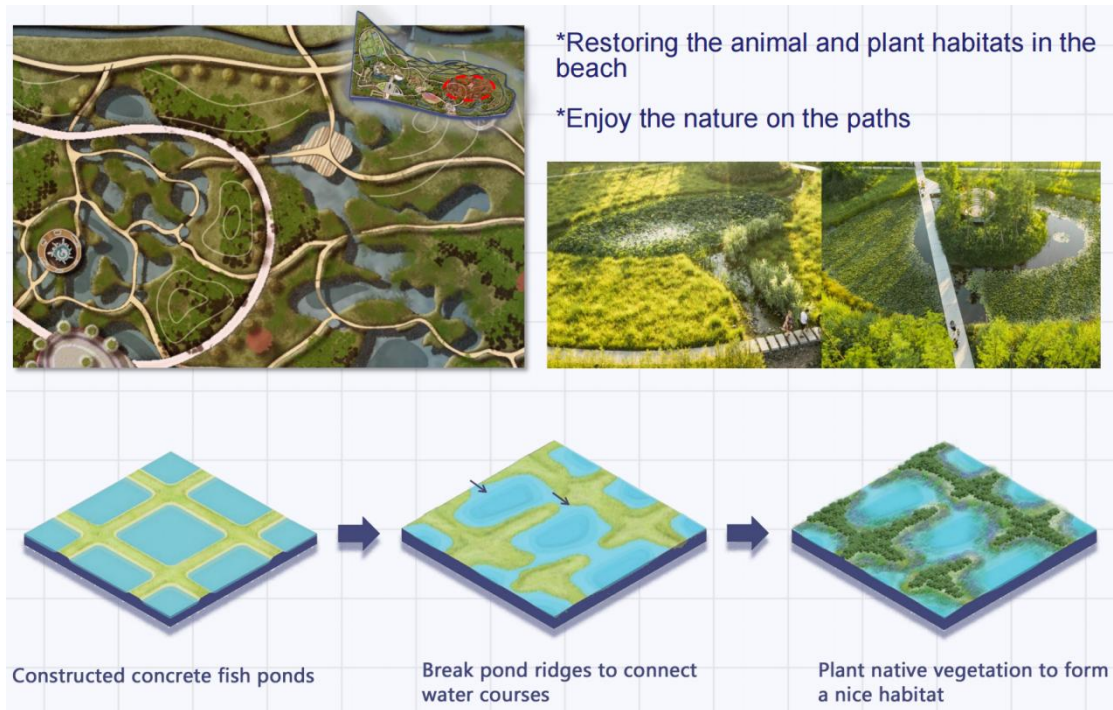 *Restoring the animal and plant habitats in the
beach
*Enjoy the nature on the paths
Constructed concrete fish ponds
Break pond ridges to connect
water courses
Plant native vegetation to form
a nice habitat